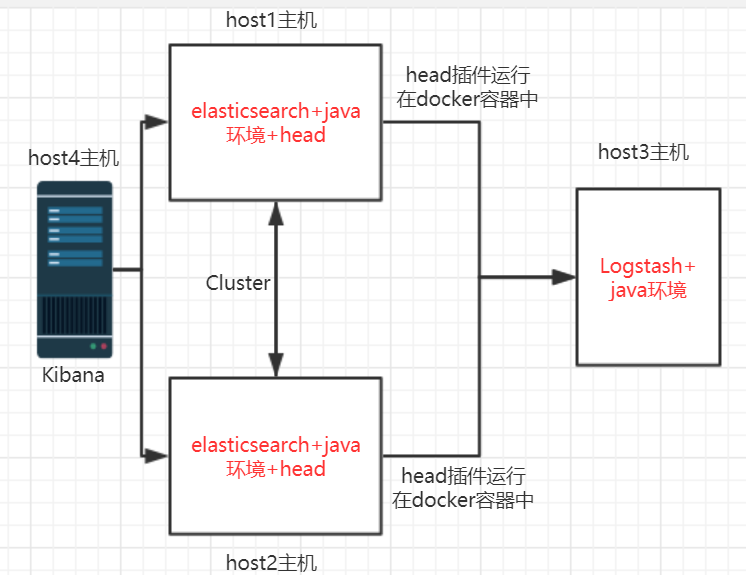 host1主机
elasticsearch+java
环境+head
head插件运行
在docker容器中
host4主机
host3主机
Cluster
Logstash+
java环境
Kibana
elasticsearch+java
环境+head
head插件运行
在docker容器中
host2主机